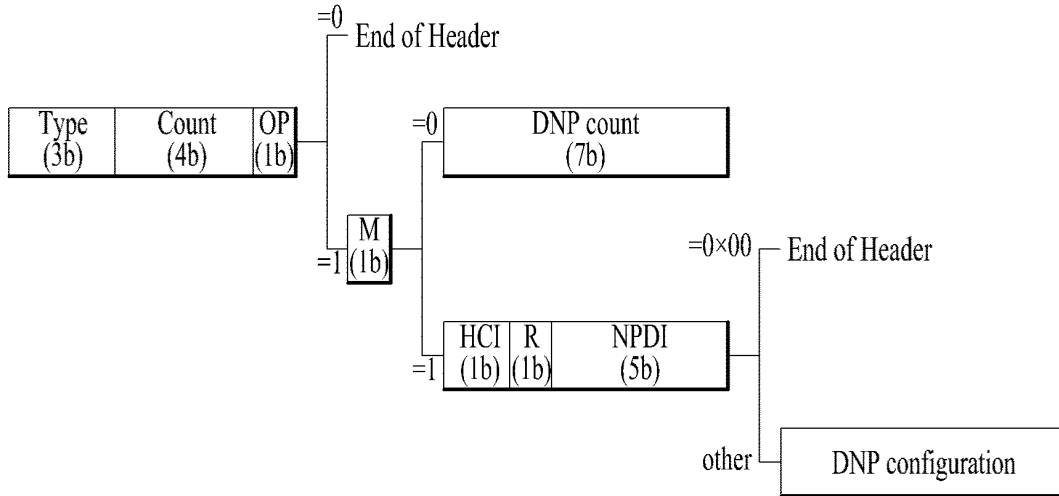 =0
End of Header
Type
(3b)
Count
(4b)
OP
(1b)
=0
DNP count
(7b)
=1
M
(1b)
=0×00
End of Header
=1
HCI
(1b)
R
(1b)
NPDI
(5b)
other
DNP configuration